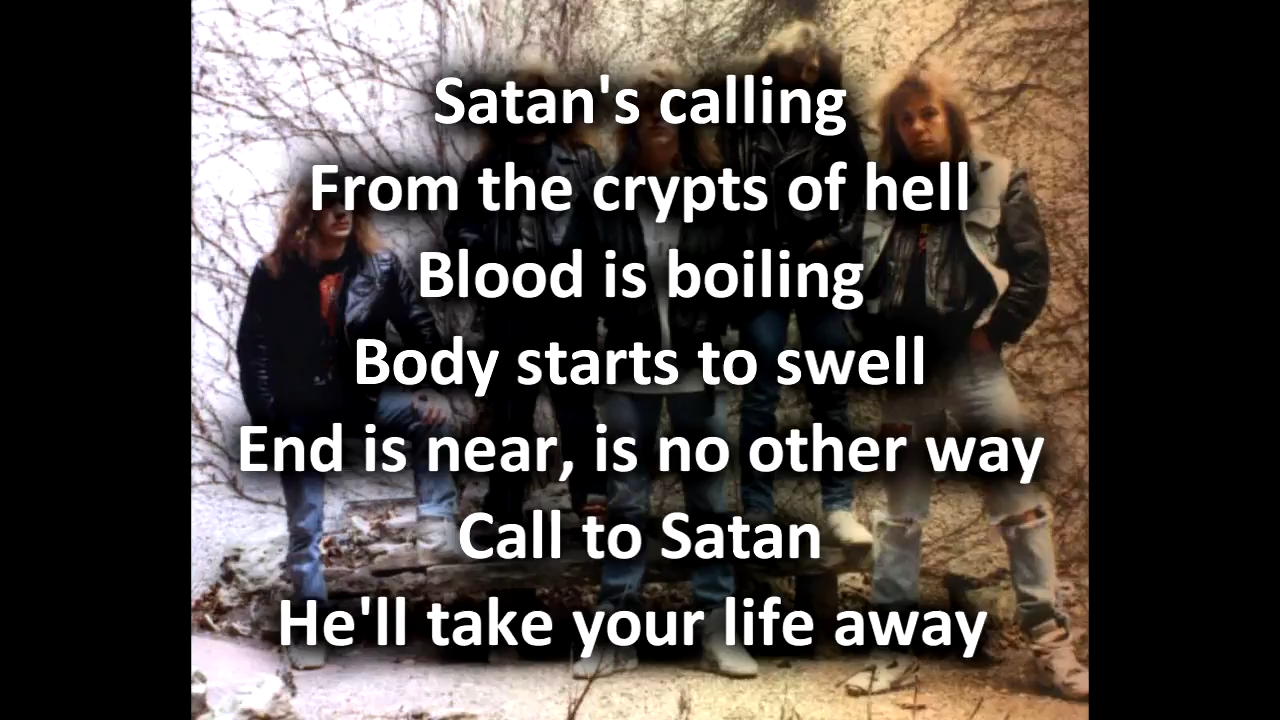 Satan's calling
From the crypts of hell
Blood is boiling
Body starts to swell
End is near, is no other way
Call to Satan
He'll take your life away